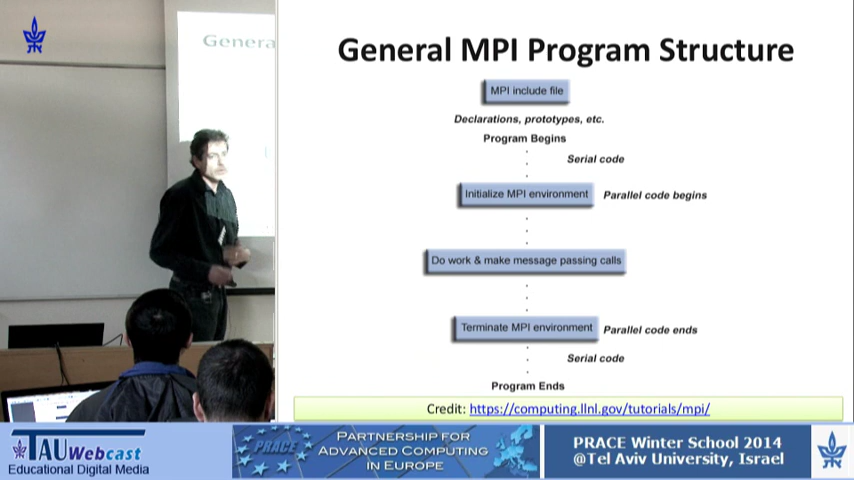 Genera
General MPI Program Structure
MPI include file
Declarations, prototypes, etc.
Program Begins
Serial code
Initialize MPI environment
Parallel code begins
Do work & make message passing calls
Terminate MPI environment
Parallel code ends
Serial code
Program Ends
Credit: https://computing.llnl.gov/tutorials/mpi/
TAU Webcast
Educational Digital Media
PRACE
PARTNERSHIP FOR
ADVANCED COMPUTING
IN EUROPE
PRACE Winter School 2014
@Tel Aviv University, Israel